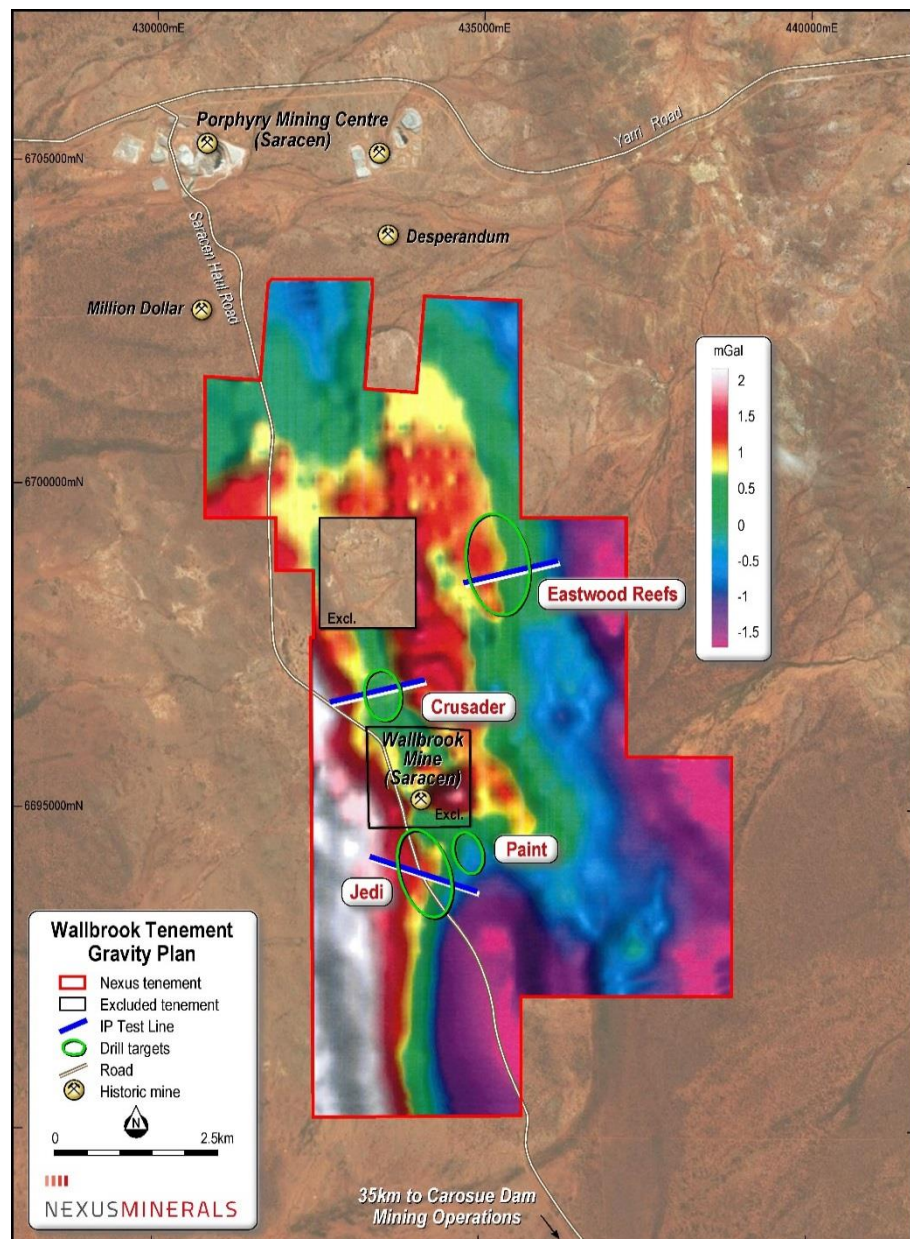 430000mE
435000mE
440000mE
Porphyry Mining Centre
(Saracen)
Yarri Road
6705000mN
Saracen Haul Road
Desperandum
Million Dollar
mGal
2
1.5
1
0.5
0
-0.5
-1
-1.5
6700000mN
Excl.
Eastwood Reefs
Crusader
Wallbrook
Mine
(Saracen)
Excl.
6695000mN
Paint
Jedi
Wallbrook Tenement
Gravity Plan
Nexus tenement
Excluded tenement
IP Test Line
Drill targets
Road
Historic mine
N
0
2.5km
NEXUSMINERALS
35km to Carosue Dam
Mining Operations